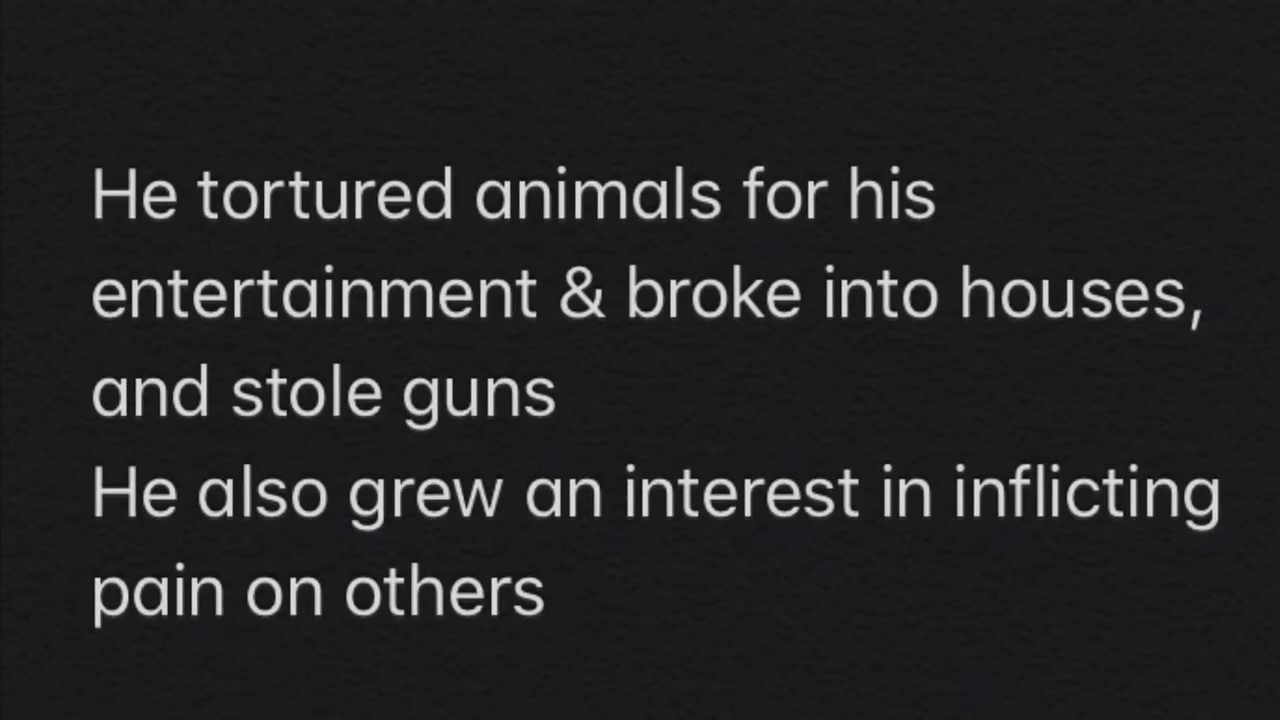 He tortured animals for his
entertainment & broke into houses,
and stole guns
He also grew an interest in inflicting
pain on others